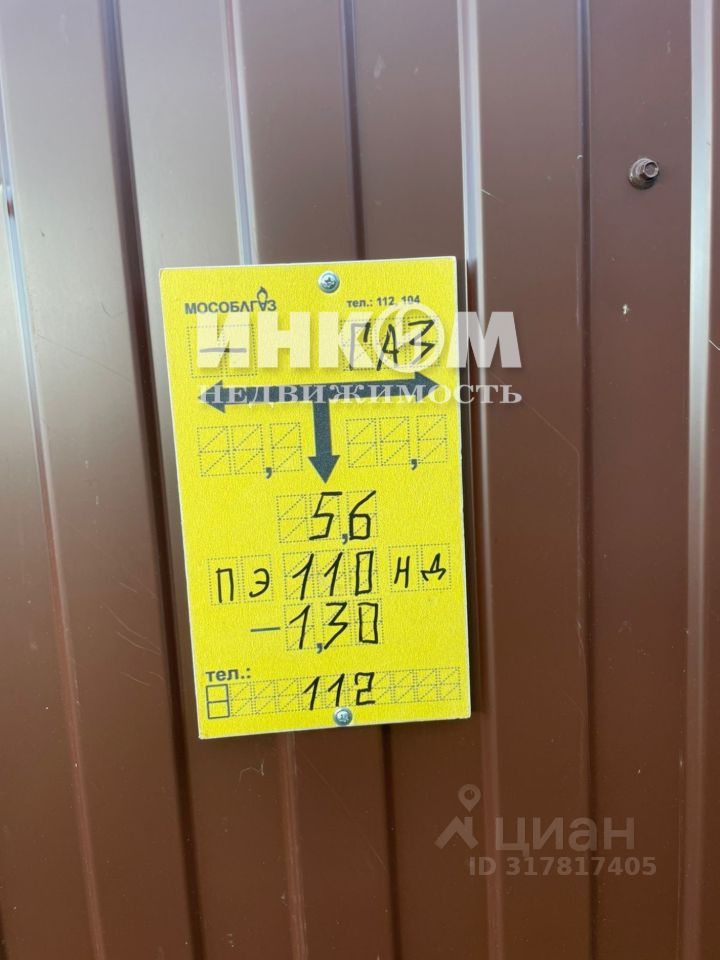 МОСОБЛГАЗ
тел.: 112, 104
— ГАЗ
ИНКОМ
НЕДВИЖИМОСТЬ
5,6
ПЭ 110 НД
-1,30
тел.:
112
циан
ID 317817405